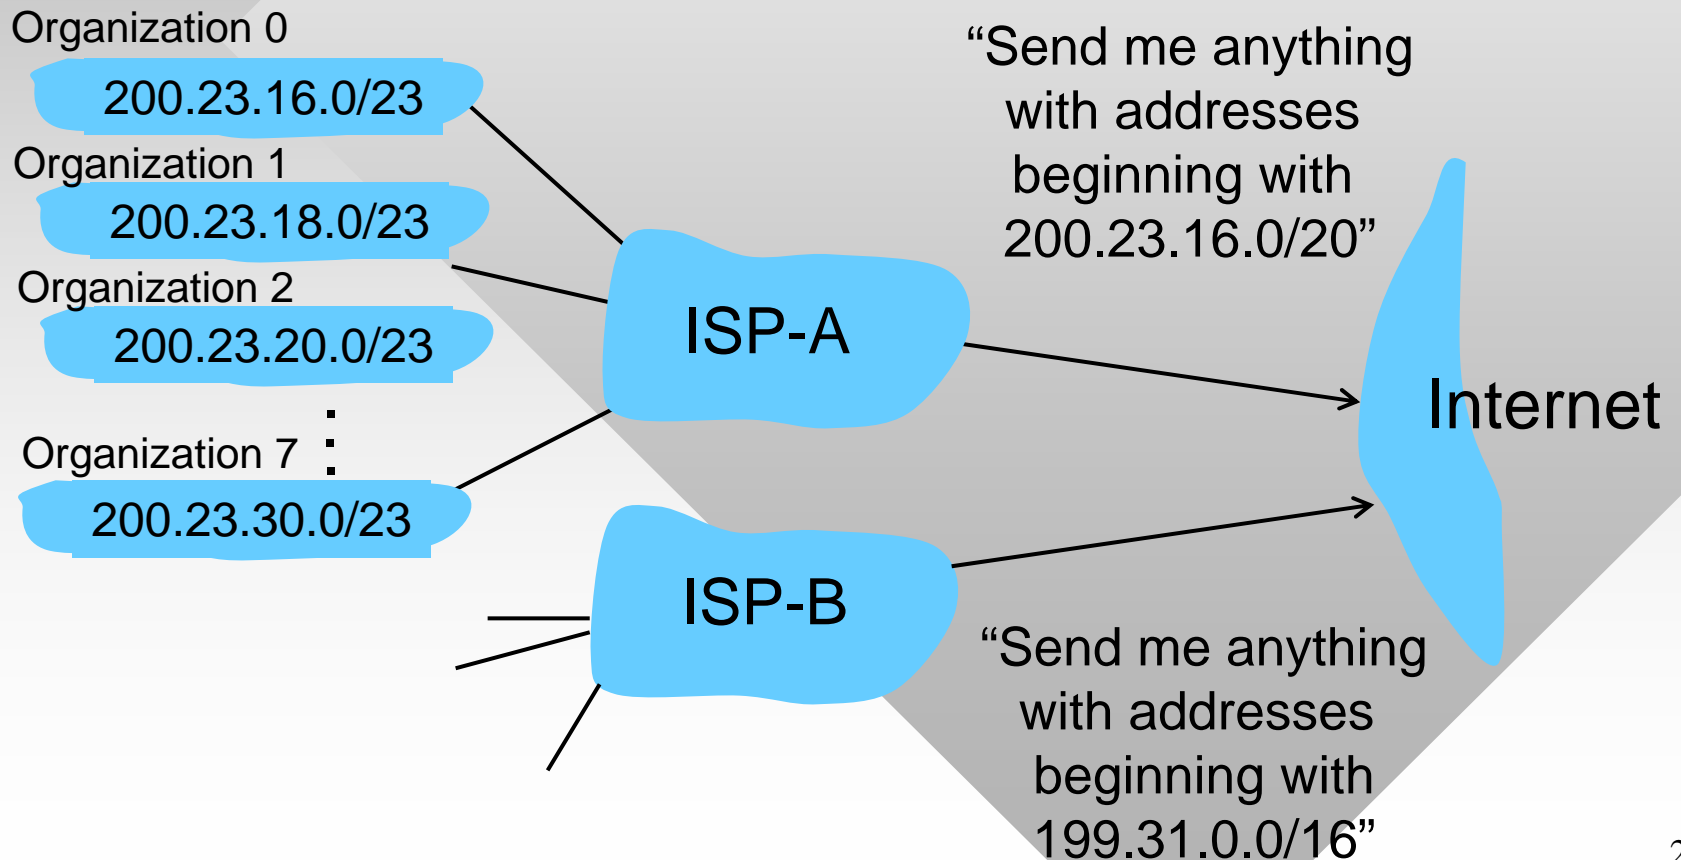 Organization 0
200.23.16.0/23
Organization 1
200.23.18.0/23
Organization 2
200.23.20.0/23
Organization 7
200.23.30.0/23
ISP-A
ISP-B
“Send me anything
with addresses
beginning with
200.23.16.0/20”
Internet
“Send me anything
with addresses
beginning with
199.31.0.0/16”